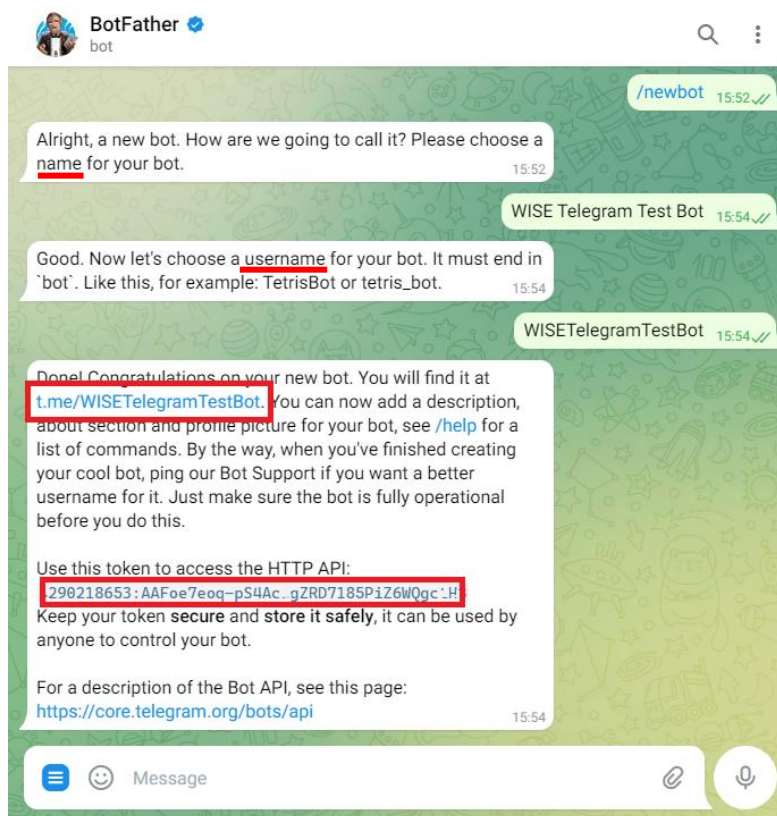 BotFather
bot
/newbot 15:52
Alright, a new bot. How are we going to call it? Please choose a
name for your bot. 15:52
WISE Telegram Test Bot 15:54
Good. Now let's choose a username for your bot. It must end in
`bot`. Like this, for example: TetrisBot or tetris_bot. 15:54
WISETelegramTestBot 15:54
Done! Congratulations on your new bot. You will find it at
t.me/WISETelegramTestBot. You can now add a description,
about section and profile picture for your bot, see /help for a
list of commands. By the way, when you've finished creating
your cool bot, ping our Bot Support if you want a better
username for it. Just make sure the bot is fully operational
before you do this.
Use this token to access the HTTP API:
Keep your token secure and store it safely, it can be used by
anyone to control your bot.
For a description of the Bot API, see this page:
https://core.telegram.org/bots/api 15:54
Message